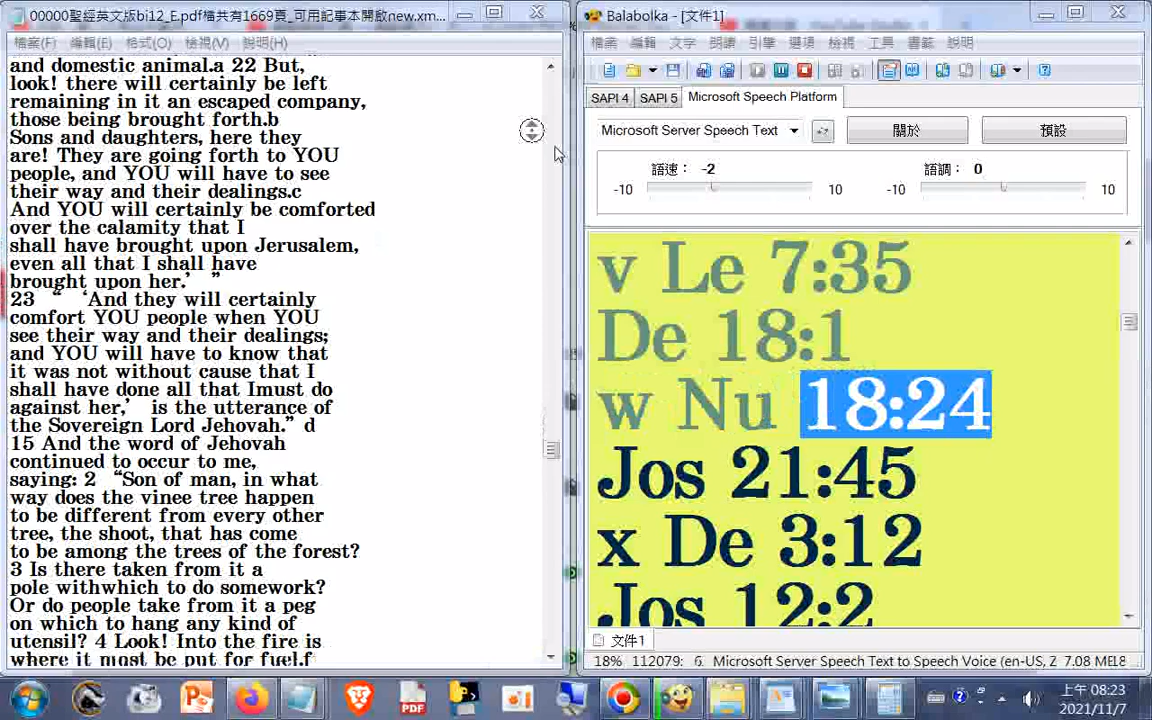 00000聖經英文版bi12_E.pdf檔共有1669頁_可用記事本開啟new.xm...
檔案(F) 編輯(E) 格式(O) 檢視(V) 說明(H)
and domestic animal.a 22 But,
look! there will certainly be left
remaining in it an escaped company,
those being brought forth.b
Sons and daughters, here they
are! They are going forth to YOU
people, and YOU will have to see
their way and their dealings.c
And YOU will certainly be comforted
over the calamity that I
shall have brought upon Jerusalem,
even all that I shall have
brought upon her.’ ”
23 “ ‘And they will certainly
comfort YOU people when YOU
see their way and their dealings;
and YOU will have to know that
it was not without cause that I
shall have done all that Imust do
against her,’ is the utterance of
the Sovereign Lord Jehovah.” d
15 And the word of Jehovah
continued to occur to me,
saying: 2 “Son of man, in what
way does the vinee tree happen
to be different from every other
tree, the shoot, that has come
to be among the trees of the forest?
3 Is there taken from it a
pole withwhich to do somework?
Or do people take from it a peg
on which to hang any kind of
utensil? 4 Look! Into the fire is
where it must be put for fuel.f
Balabolka - [文件1]
檔案 編輯 文字 朗讀 引擎 選項 檢視 工具 書籤 說明
SAPI 4 SAPI 5 Microsoft Speech Platform
Microsoft Server Speech Text 關於 預設
語速： -2 語調： 0
-10 10 -10 10
v Le 7:35
De 18:1
w Nu 18:24
Jos 21:45
x De 3:12
Jos 12:2
文件1
18% 112079: 6. Microsoft Server Speech Text to Speech Voice (en-US, Z 7.08 MEL8
PDF
上午 08:23
2021/11/7